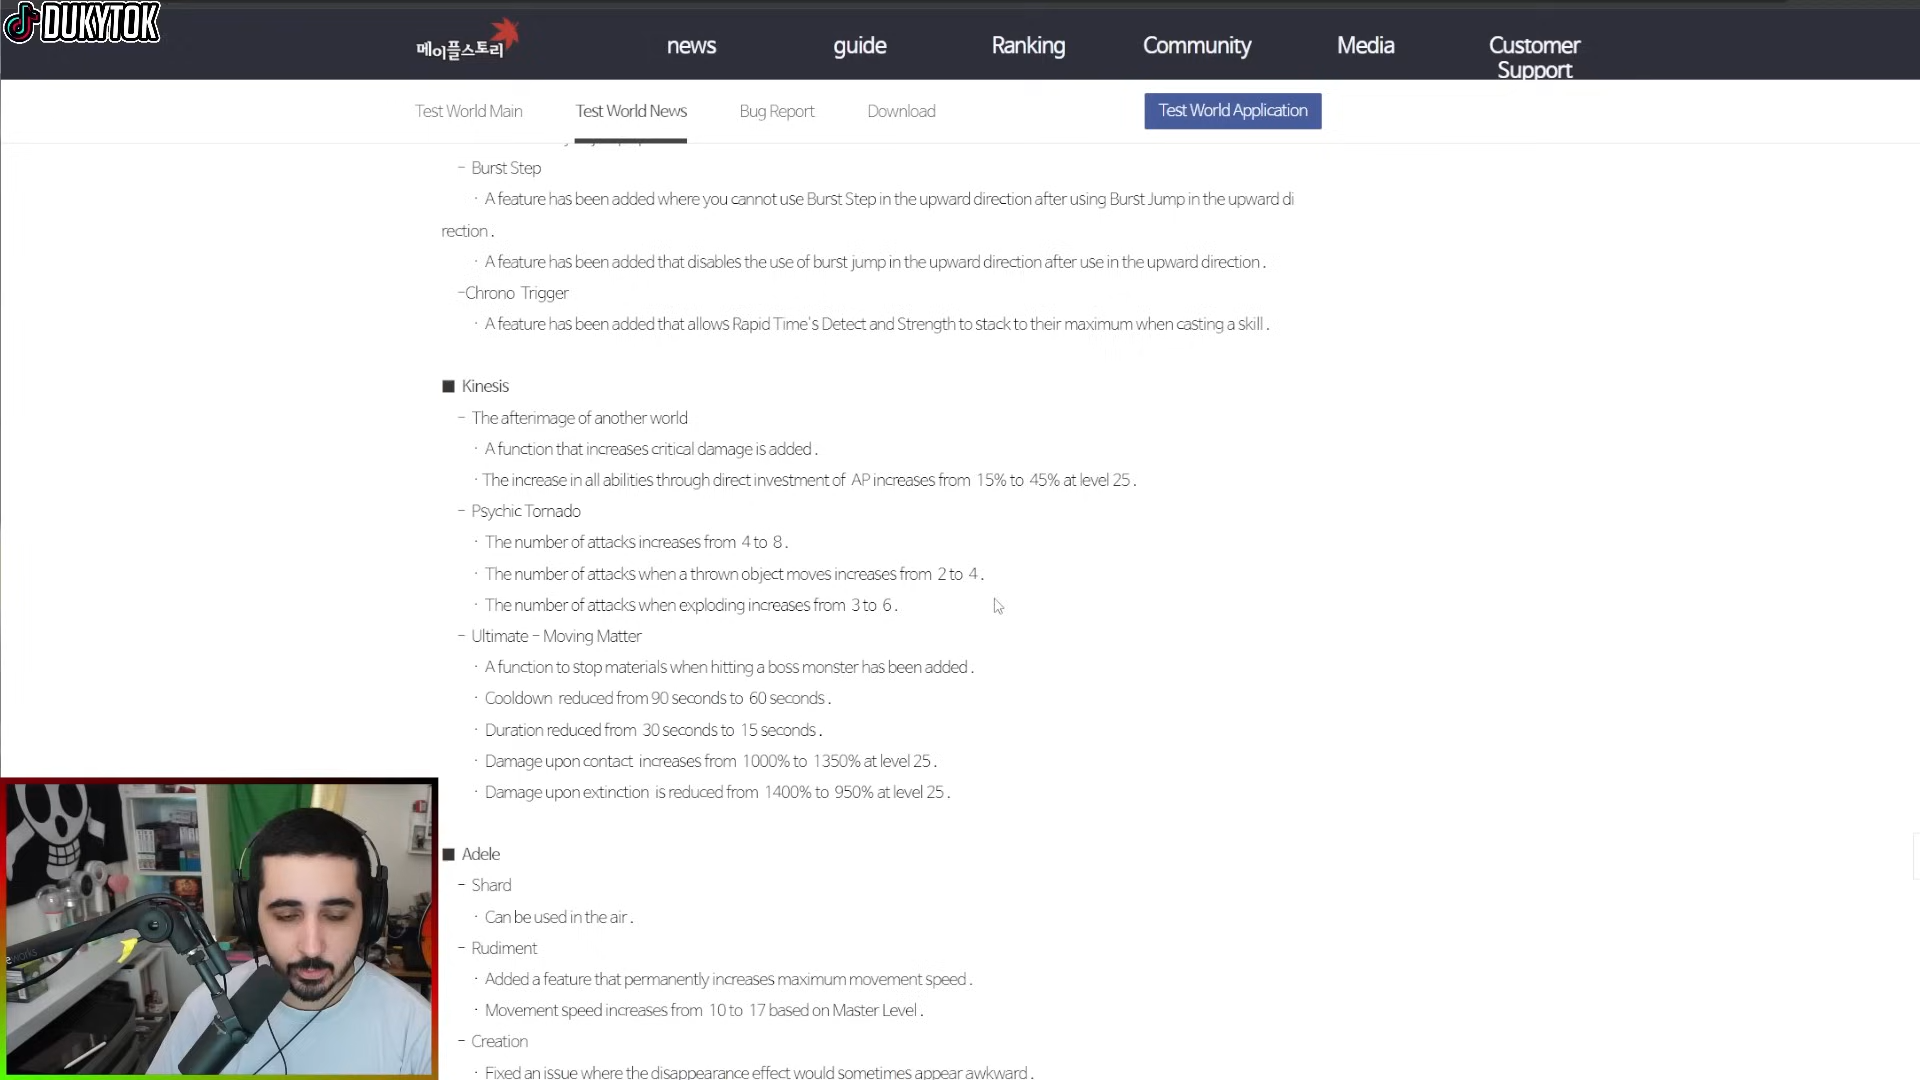 DUKYTOK
메이플스토리
news
guide
Ranking
Community
Media
Customer
Support
Test World Main
Test World News
Bug Report
Download
Test World Application
- Burst Step
· A feature has been added where you cannot use Burst Step in the upward direction after using Burst Jump in the upward di
rection .
· A feature has been added that disables the use of burst jump in the upward direction after use in the upward direction .
-Chrono Trigger
· A feature has been added that allows Rapid Time's Detect and Strength to stack to their maximum when casting a skill .
■ Kinesis
- The afterimage of another world
· A function that increases critical damage is added .
· The increase in all abilities through direct investment of AP increases from 15% to 45% at level 25 .
- Psychic Tornado
· The number of attacks increases from 4 to 8 .
· The number of attacks when a thrown object moves increases from 2 to 4 .
· The number of attacks when exploding increases from 3 to 6 .
- Ultimate - Moving Matter
· A function to stop materials when hitting a boss monster has been added .
· Cooldown reduced from 90 seconds to 60 seconds .
· Duration reduced from 30 seconds to 15 seconds .
· Damage upon contact increases from 1000% to 1350% at level 25 .
· Damage upon extinction is reduced from 1400% to 950% at level 25 .
■ Adele
- Shard
· Can be used in the air .
- Rudiment
· Added a feature that permanently increases maximum movement speed .
· Movement speed increases from 10 to 17 based on Master Level .
- Creation
· Fixed an issue where the disappearance effect would sometimes appear awkward .